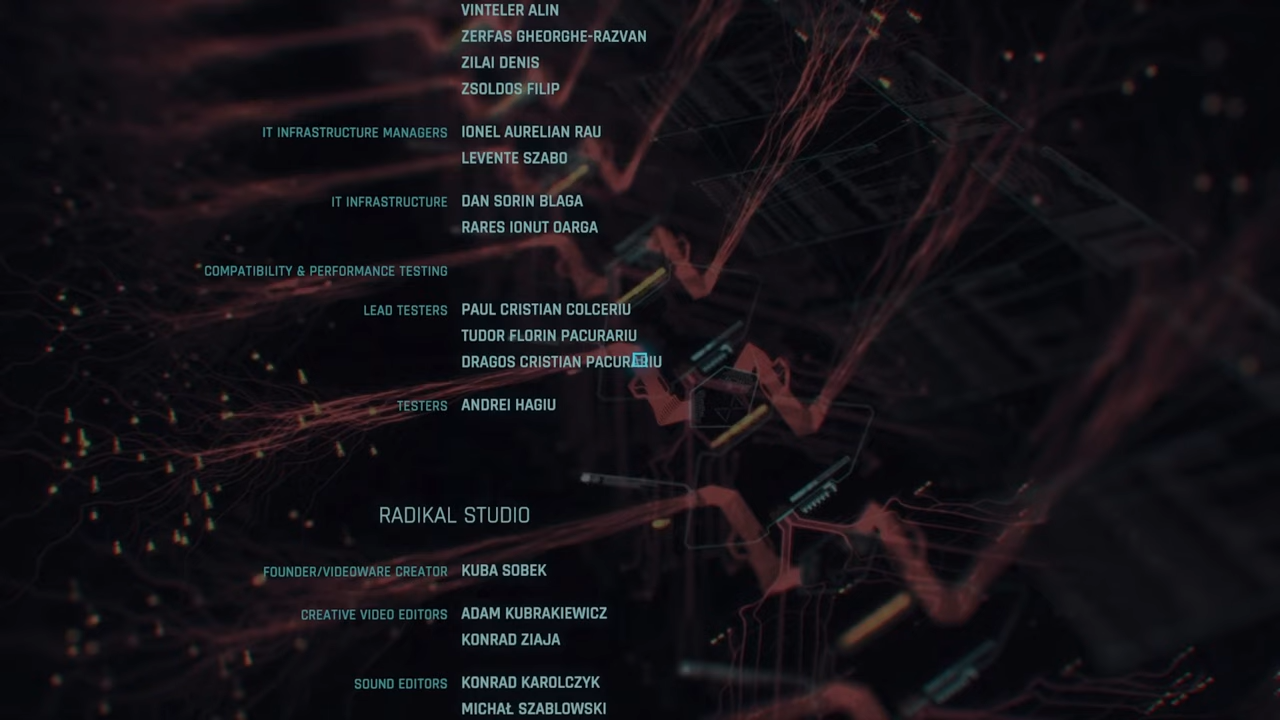 VINTELER ALIN
ZERFAS GHEORGHE-RAZVAN
ZILAI DENIS
ZSOLDOS FILIP
IT INFRASTRUCTURE MANAGERS IONEL AURELIAN RAU
LEVENTE SZABO
IT INFRASTRUCTURE DAN SORIN BLAGA
RARES IONUT OARGA
COMPATIBILITY & PERFORMANCE TESTING
LEAD TESTERS PAUL CRISTIAN COLCERIU
TUDOR FLORIN PACURARIU
DRAGOS CRISTIAN PACURARIU
TESTERS ANDREI HAGIU
RADIKAL STUDIO
FOUNDER/VIDEOWARE CREATOR KUBA SOBEK
CREATIVE VIDEO EDITORS ADAM KUBRAKIEWICZ
KONRAD ZIAJA
SOUND EDITORS KONRAD KAROLCZYK
MICHAŁ SZABLOWSKI